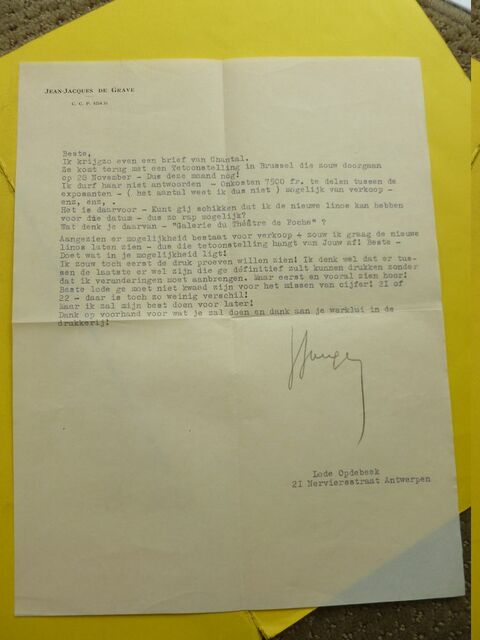 JEAN-JACQUES DE GRAVE
C. C. P.
Beste,
Ik krijgzo even een brief van Chantal.
Ze komt terug met een Tetoonstelling in Brussel die zouw doorgaan
op 28 November - Dus deze maand nog!
Ik durf haar niet antwoorden - Onkosten 7500 fr. te delen tussen de
exposanten - ( het aantal weet ik dus niet ) mogelijk van verkoop -
enz, enz, .
Het is daarvoor - Kunt gij schikken dat ik de nieuwe linos kan hebben
voor die datum - dus zo rap mogelijk?
Wat denk je daarvan - "Galerie du Théâtre de Poche" ?
Aangezien er mogelijkheid bestaat voor verkoop + zouw ik graag de nieuwe
linos laten zien - dus die tetoonstelling hangt van Jouw af! Beste -
Doet wat in je mogelijkheid ligt!
Ik zouw toch eerst de druk proeven willen zien! Ik denk wel dat er tus-
sen de laatste er wel zijn die ge définitief zult kunnen drukken zonder
dat ik veranderingen moet aanbrengen. Maar eerst en vooral zien hoor!
Beste lode ge moet niet kwaad zijn voor het missen van cijfer! 2I of
22 - daar is toch zo weinig verschil!
Maar ik zal mijn best doen voor later!
Dank op voorhand voor wat je zal doen en dank aan je werklui in de
drukkerij!
Lode Opdebeek
2I Nerviersstraat Antwerpen